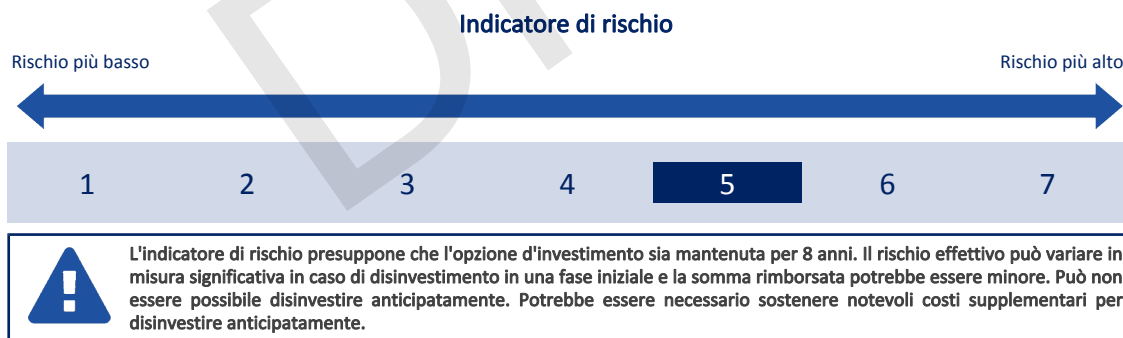 Indicatore di rischio
Rischio più basso
Rischio più alto
1 2 3 4 5 6 7
L'indicatore di rischio presuppone che l'opzione d'investimento sia mantenuta per 8 anni. Il rischio effettivo può variare in
misura significativa in caso di disinvestimento in una fase iniziale e la somma rimborsata potrebbe essere minore. Può non
essere possibile disinvestire anticipatamente. Potrebbe essere necessario sostenere notevoli costi supplementari per
disinvestire anticipatamente.